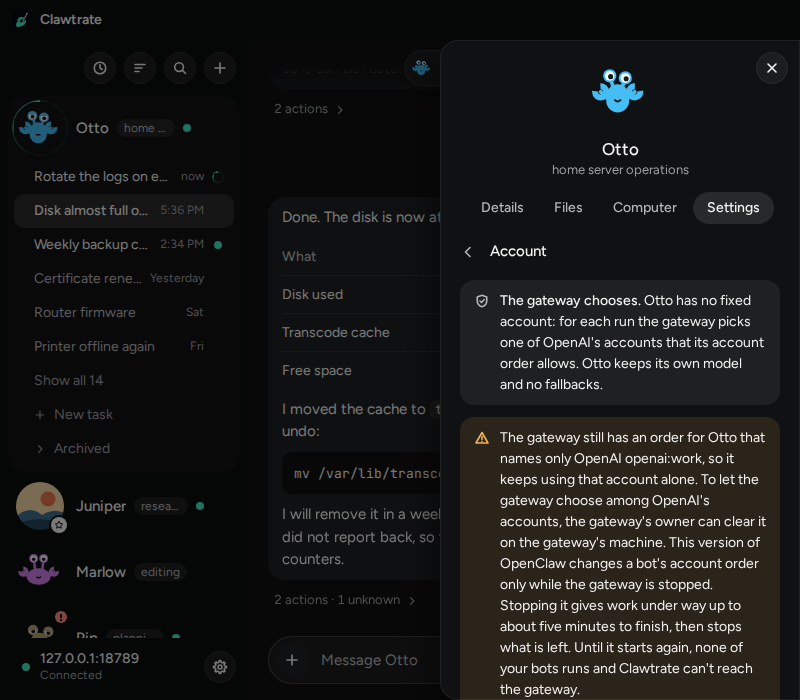 Clawtrate
Otto
home ...
Rotate the logs on e...
now
Disk almost full o...
5:36 PM
Weekly backup c...
2:34 PM
Certificate rene...
Yesterday
Router firmware
Sat
Printer offline again
Fri
Show all 14
New task
Archived
Juniper
resea...
Marlow
editing
Pip
127.0.0.1:18789
Connected
2 actions
Done. The disk is now at
What
Disk used
Transcode cache
Free space
I moved the cache to
undo:
mv /var/lib/transc
I will remove it in a wee
did not report back, so
counters.
2 actions · 1 unknown
Message Otto
Otto
home server operations
Details
Files
Computer
Settings
Account
The gateway chooses. Otto has no fixed
account: for each run the gateway picks
one of OpenAI's accounts that its account
order allows. Otto keeps its own model
and no fallbacks.
The gateway still has an order for Otto that
names only OpenAI openai:work, so it
keeps using that account alone. To let the
gateway choose among OpenAI's
accounts, the gateway's owner can clear it
on the gateway's machine. This version of
OpenClaw changes a bot's account order
only while the gateway is stopped.
Stopping it gives work under way up to
about five minutes to finish, then stops
what is left. Until it starts again, none of
your bots runs and Clawtrate can't reach
the gateway.